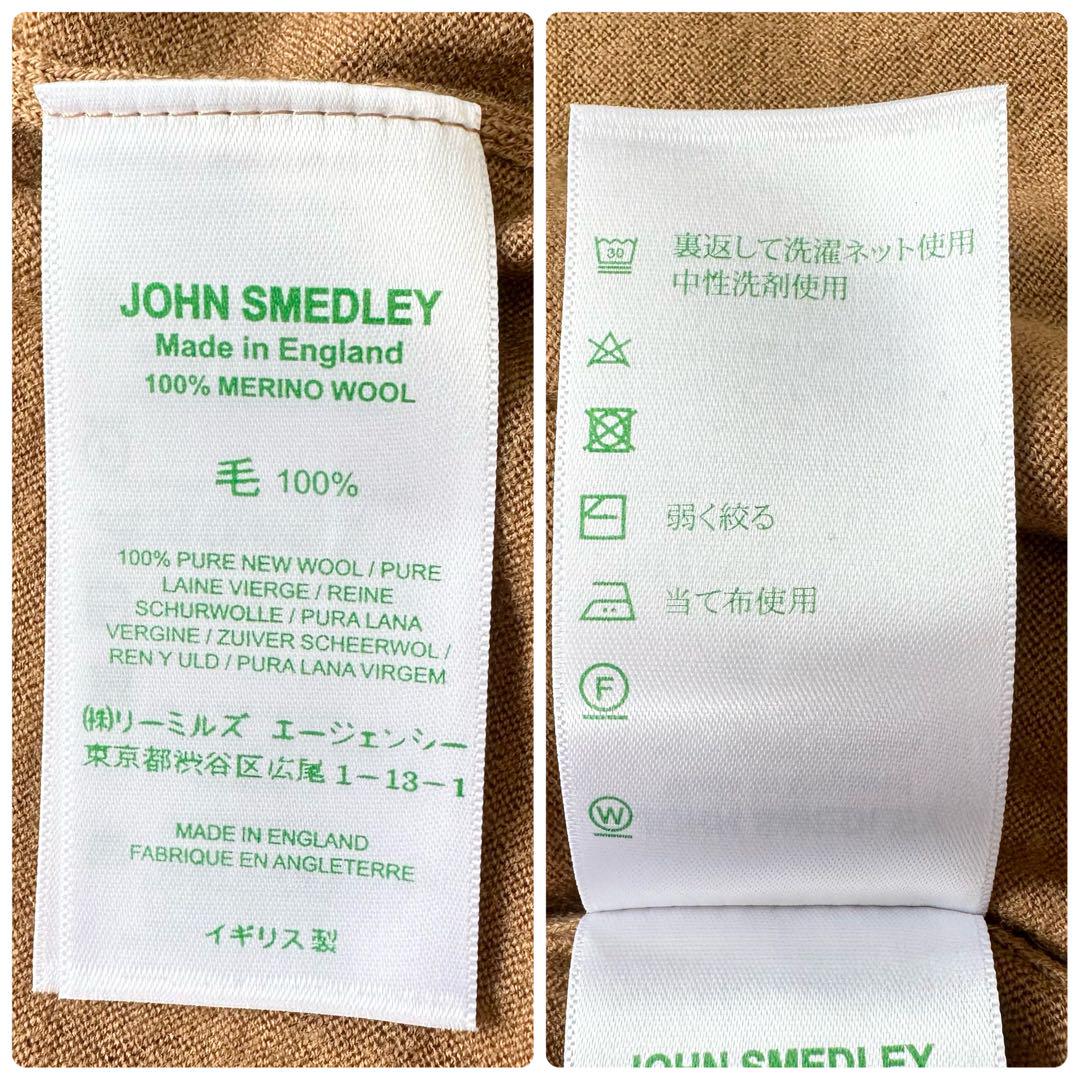 JOHN SMEDLEY
Made in England
100% MERINO WOOL
毛 100%
100% PURE NEW WOOL / PURE
LAINE VIERGE / REINE
SCHURWOLLE / PURA LANA
VERGINE / ZUIVER SCHEERWOL /
REN Y ULD / PURA LANA VIRGEM
(株)リーミルズ エージェンシー
東京都渋谷区広尾 1-13-1
MADE IN ENGLAND
FABRIQUE EN ANGLETERRE
イギリス製
30
裏返して洗濯ネット使用
中性洗剤使用
弱く絞る
当て布使用
F
W
JOHN SMEDLEY